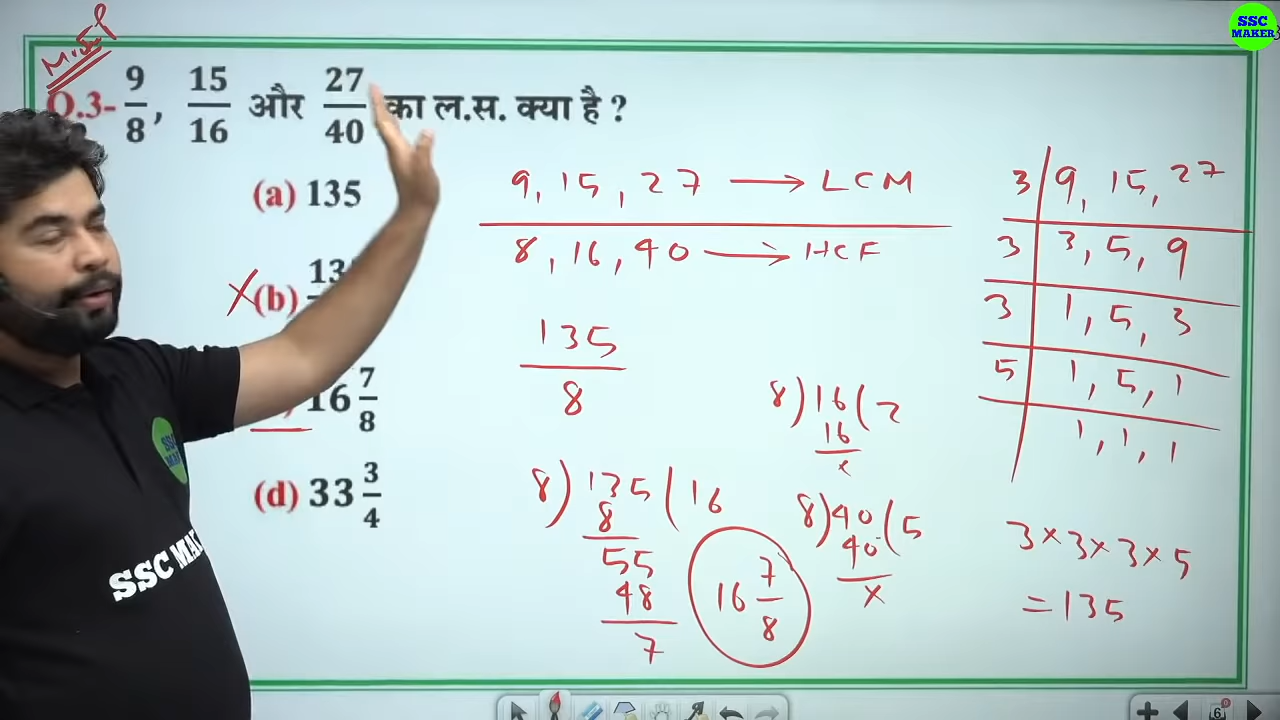 SSC
MAKER
Q.3- 9/8, 15/16 और 27/40 का ल.स. क्या है ?
(a) 135
X(b)
16 7/8
(d) 33 3/4
9, 15, 27 → LCM
8, 16, 40 → HCF
135/8
8)135(16
8
55
48
7
16 7/8
8)16(2
16
x
8)40(5
40
x
3 | 9, 15, 27
3 | 3, 5, 9
3 | 1, 5, 3
5 | 1, 5, 1
1, 1, 1
3×3×3×5
=135
SSC
6